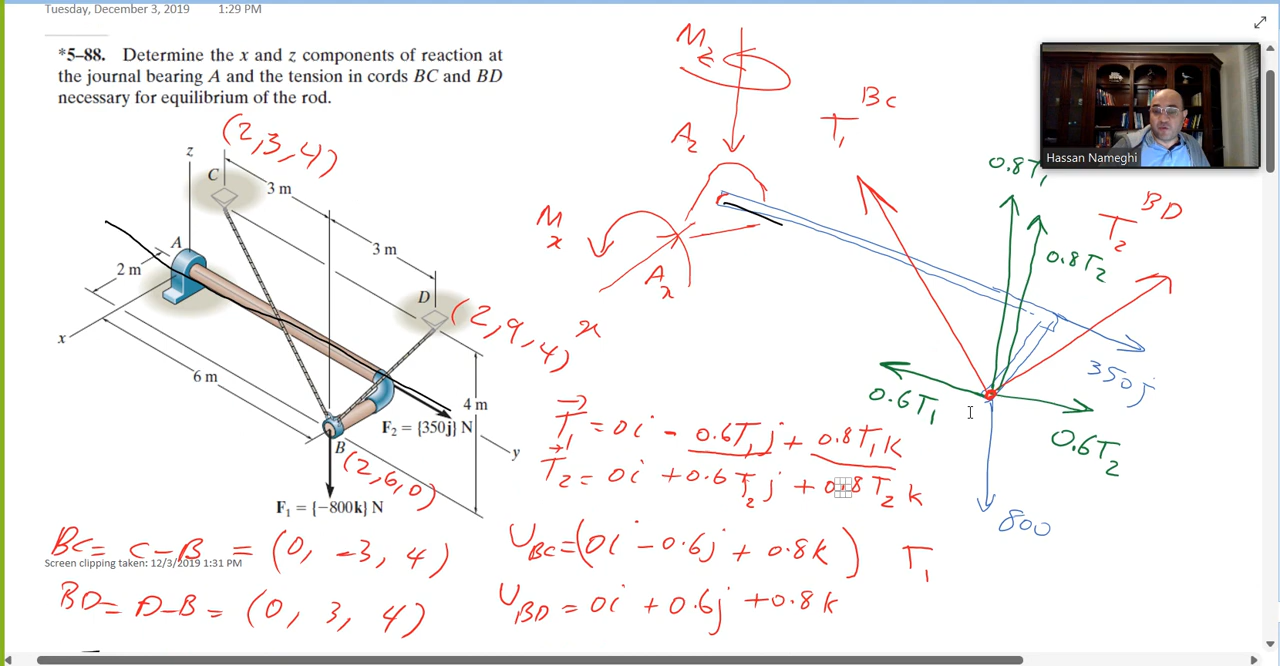 Tuesday, December 3, 2019 1:29 PM
*5–88. Determine the x and z components of reaction at
the journal bearing A and the tension in cords BC and BD
necessary for equilibrium of the rod.
(2,3,4)
z
C
3 m
3 m
A
2 m
D
(2,9,4)
x
x
6 m
4 m
F₂ = {350j} N
B
y
(2,6,0)
F₁ = {−800k} N
BC = C-B = (0, -3, 4)
Screen clipping taken: 12/3/2019 1:31 PM
BD = D-B = (0, 3, 4)
Mz
Az
T₁ BC
Mx
Ax
0.8T₁
T₂ BD
0.8T₂
350j
0.6T₁
0.6T₂
800
T₁ = 0i - 0.6T₁j + 0.8T₁k
T₂ = 0i + 0.6T₂j + 0.8T₂k
U_BC = (0i - 0.6j + 0.8k) T₁
U_BD = 0i + 0.6j + 0.8k
Hassan Nameghi